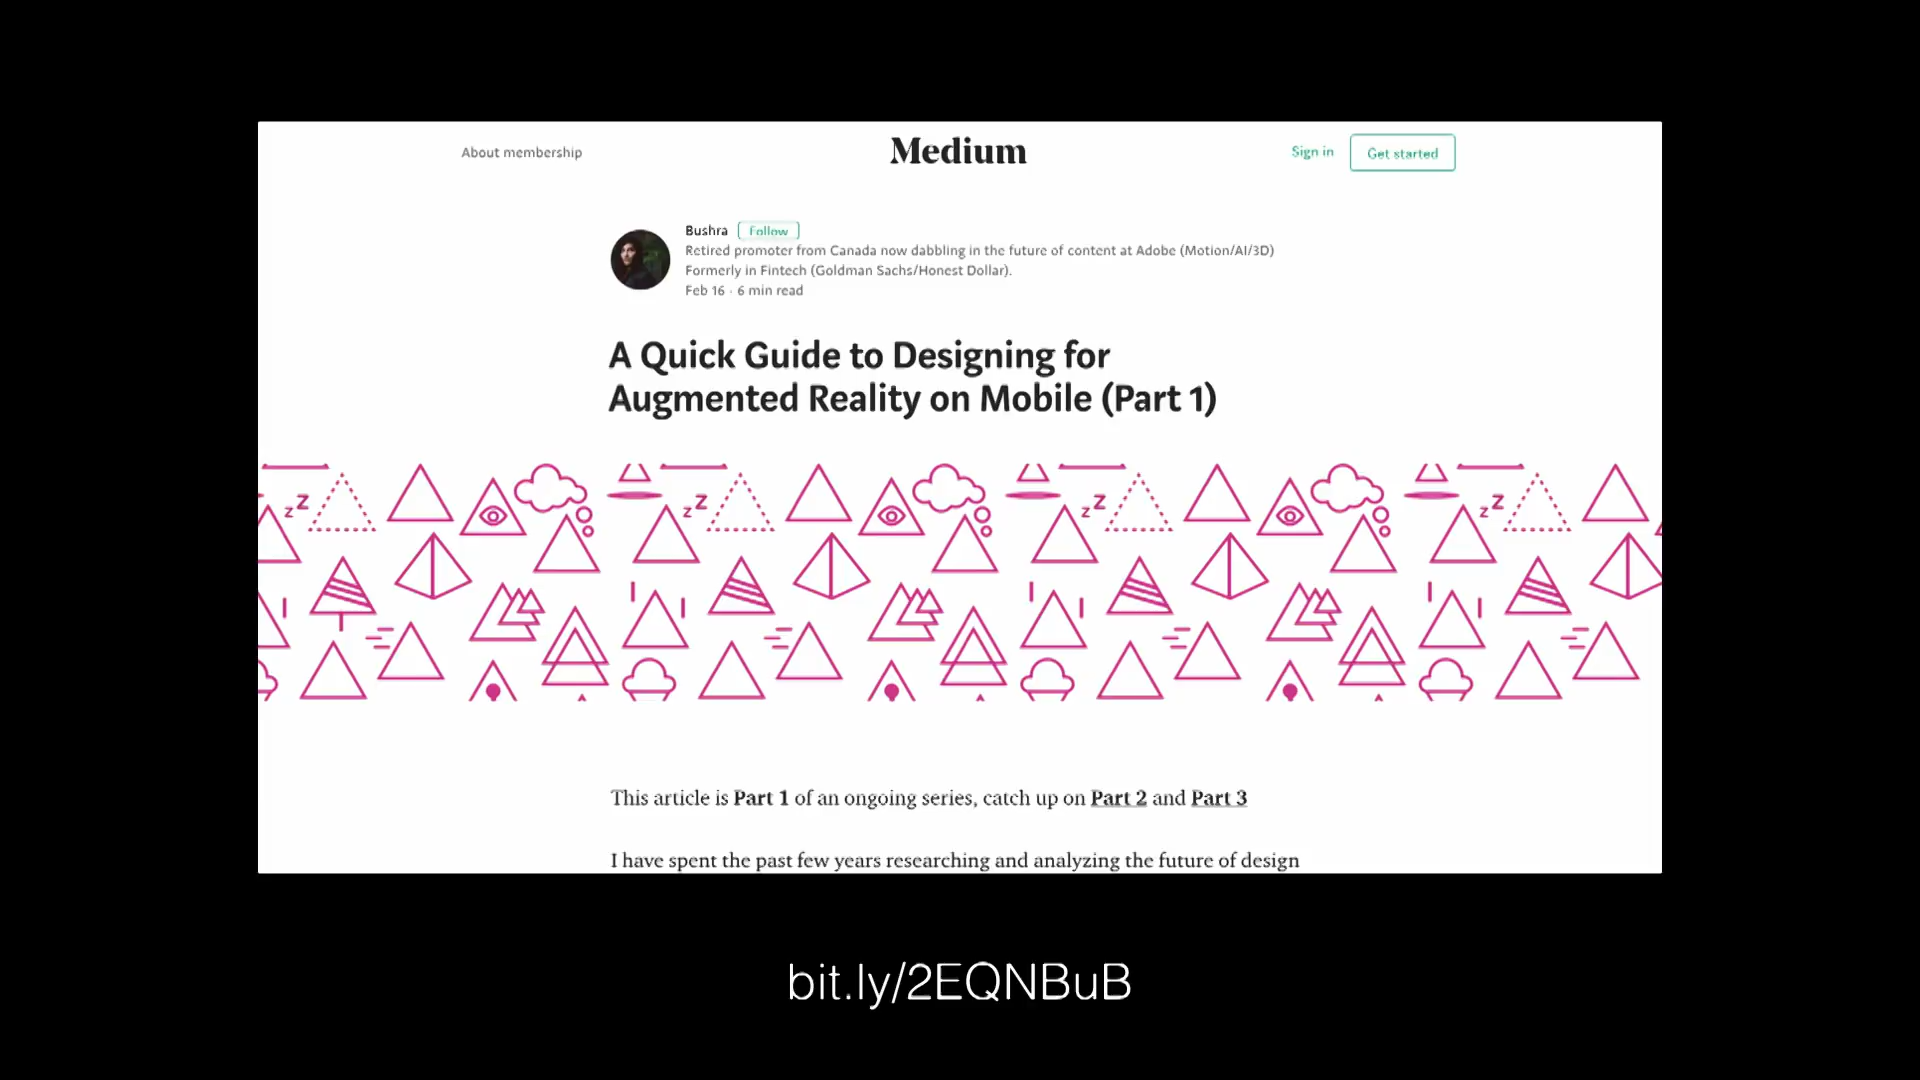 About membership
Medium
Sign in
Get started
Bushra
Follow
Retired promoter from Canada now dabbling in the future of content at Adobe (Motion/AI/3D)
Formerly in Fintech (Goldman Sachs/Honest Dollar).
Feb 16 · 6 min read
A Quick Guide to Designing for
Augmented Reality on Mobile (Part 1)
z Z z Z z Z z Z
This article is Part 1 of an ongoing series, catch up on Part 2 and Part 3
I have spent the past few years researching and analyzing the future of design
bit.ly/2EQNBuB